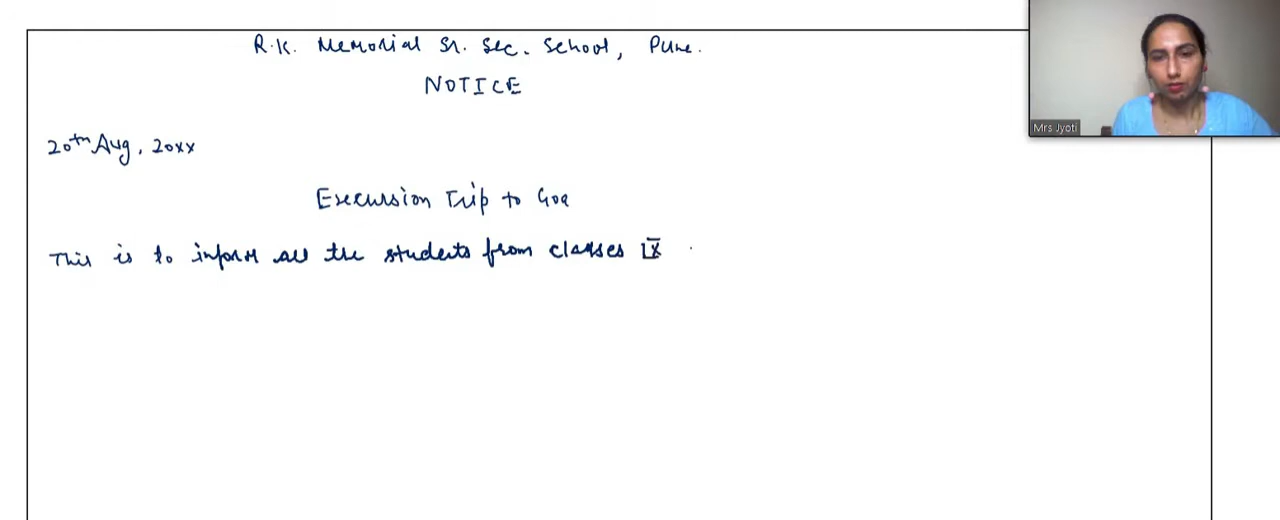 R.K. Memorial Sr. Sec. School, Pune.
NOTICE
Mrs Jyoti
20th Aug, 20xx
Excursion Trip to Goa
This is to inform all the students from classes IX